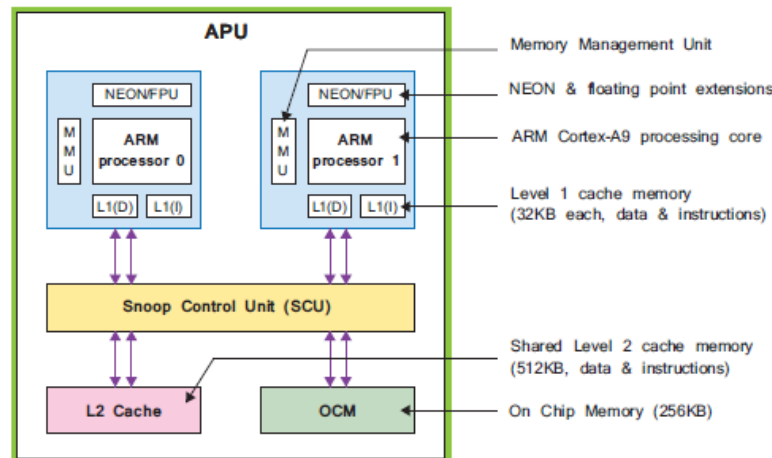 APU
NEON/FPU
M
M
U
ARM
processor 0
L1(D) L1(I)
NEON/FPU
M
M
U
ARM
processor 1
L1(D) L1(I)
Snoop Control Unit (SCU)
L2 Cache
OCM
Memory Management Unit
NEON & floating point extensions
ARM Cortex-A9 processing core
Level 1 cache memory
(32KB each, data & instructions)
Shared Level 2 cache memory
(512KB, data & instructions)
On Chip Memory (256KB)